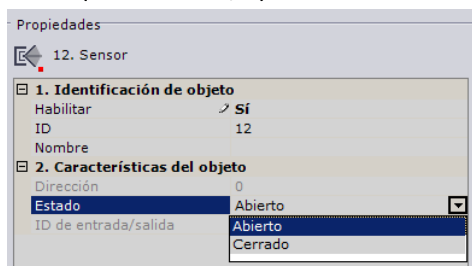 Propiedades
12. Sensor
1. Identificación de objeto
Habilitar Sí
ID 12
Nombre
2. Características del objeto
Dirección 0
Estado Abierto
ID de entrada/salida Abierto
Cerrado